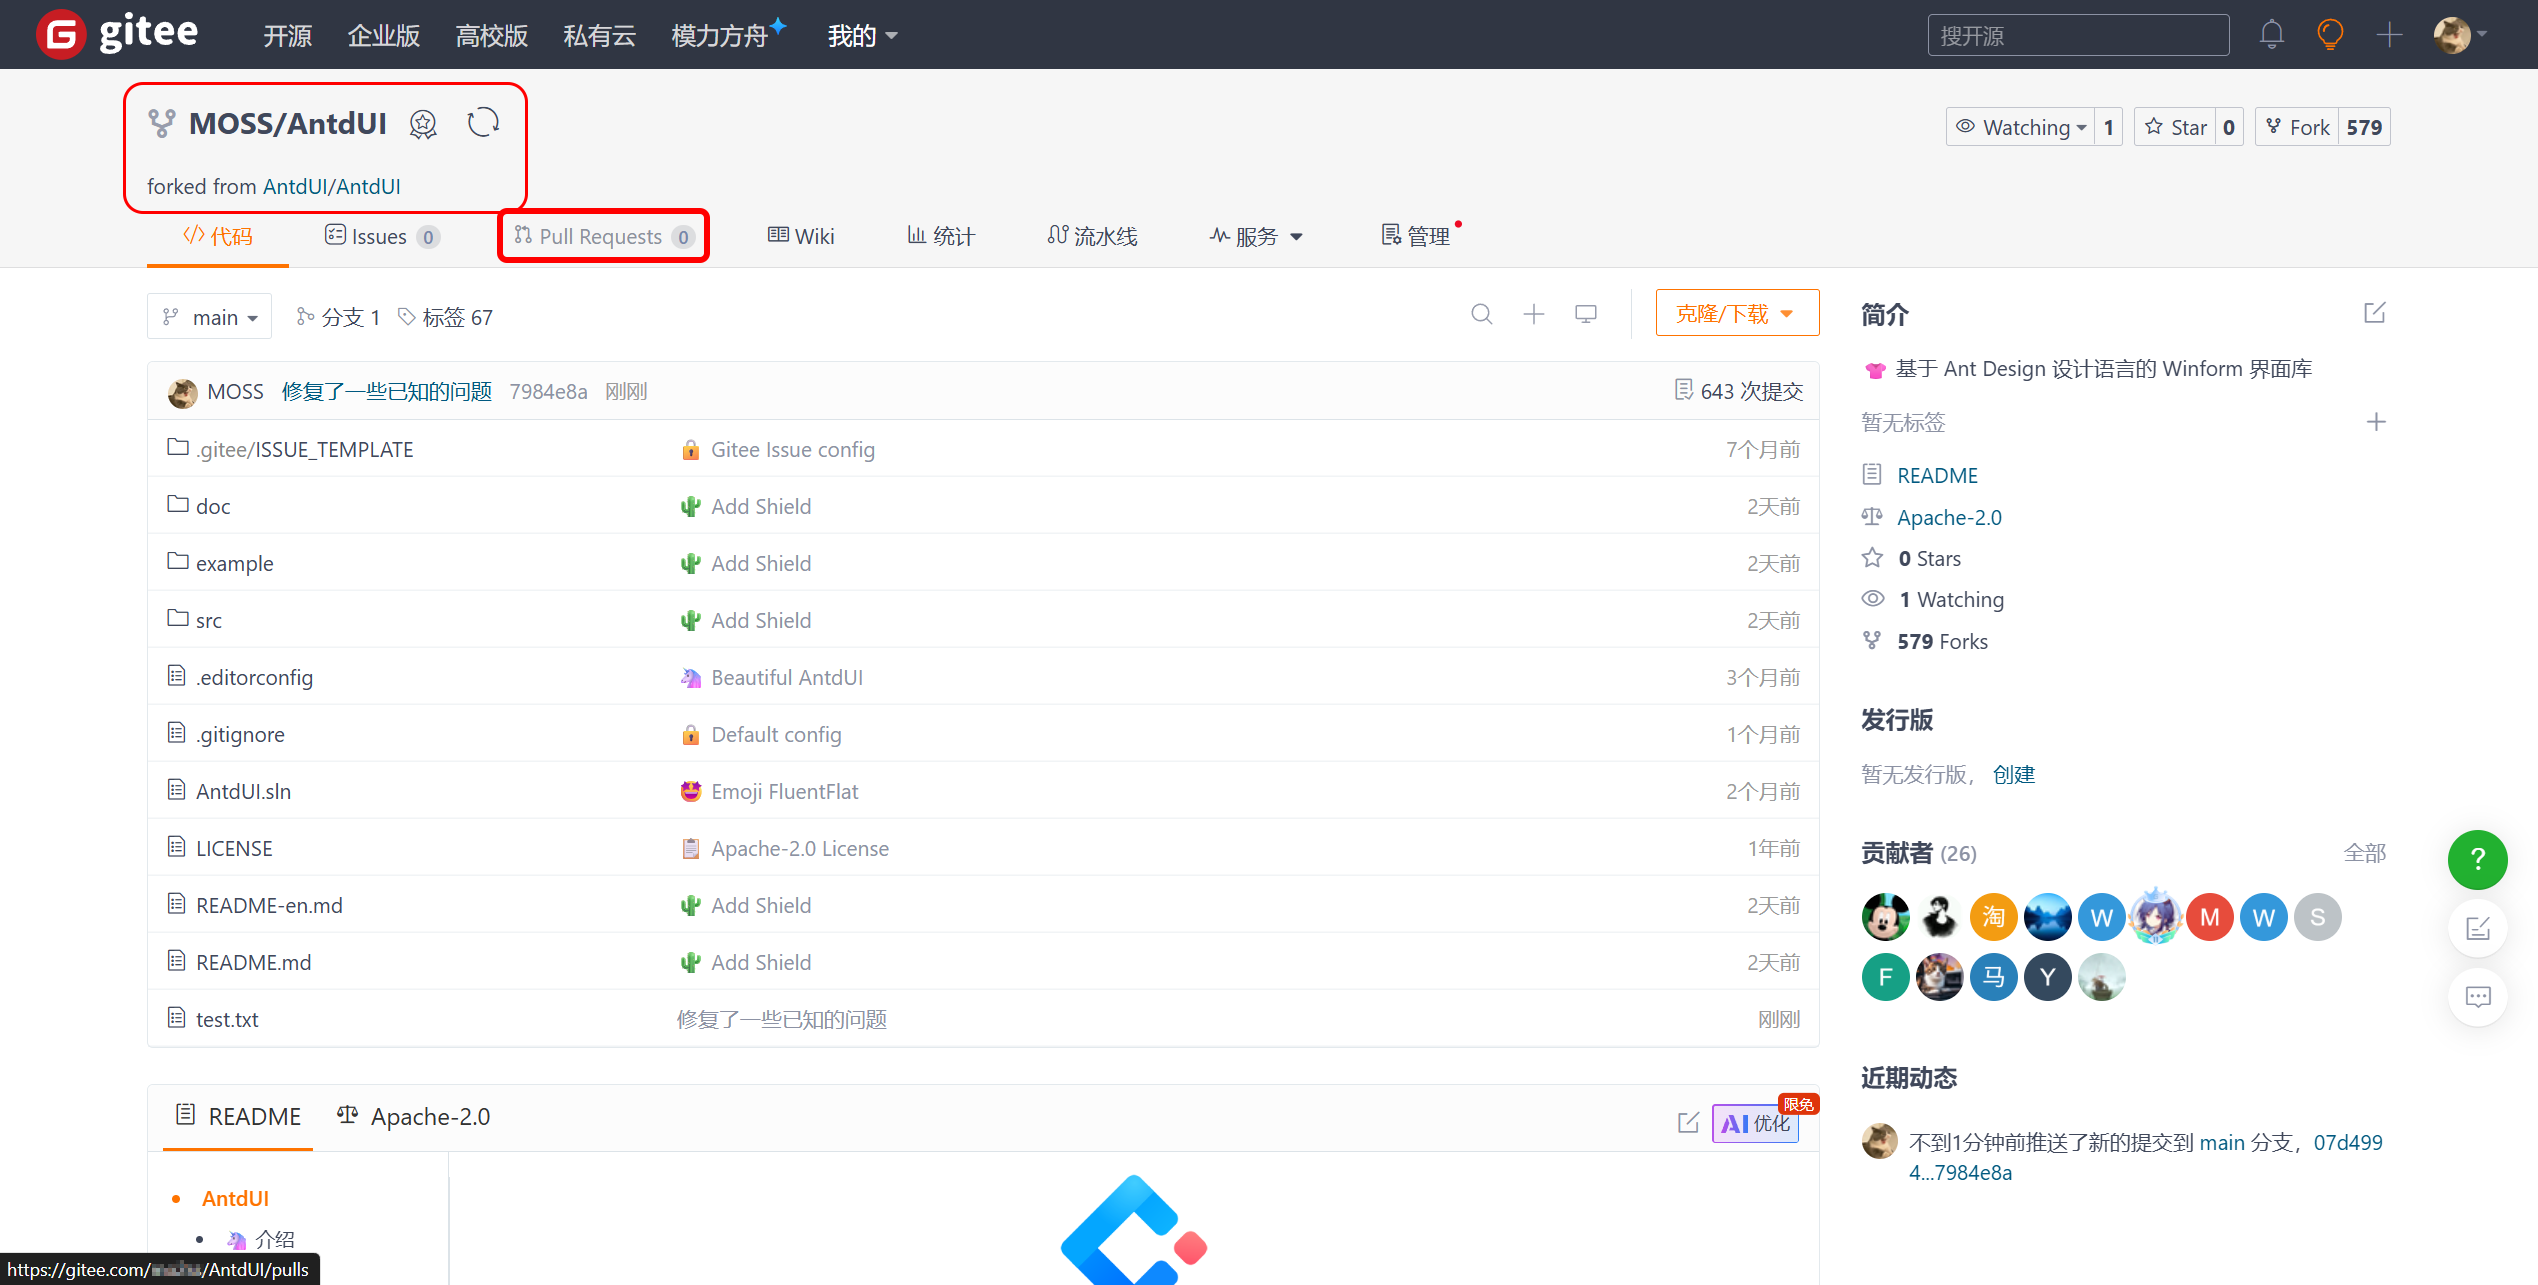 gitee 开源 企业版 高校版 私有云 模力方舟 我的 搜开源
MOSS/AntdUI
Watching 1 Star 0 Fork 579
forked from AntdUI/AntdUI
代码 Issues 0 Pull Requests 0 Wiki 统计 流水线 服务 管理
main 分支 1 标签 67 克隆/下载
MOSS 修复了一些已知的问题 7984e8a 刚刚 643 次提交
.gitee/ISSUE_TEMPLATE Gitee Issue config 7个月前
doc Add Shield 2天前
example Add Shield 2天前
src Add Shield 2天前
.editorconfig Beautiful AntdUI 3个月前
.gitignore Default config 1个月前
AntdUI.sln Emoji FluentFlat 2个月前
LICENSE Apache-2.0 License 1年前
README-en.md Add Shield 2天前
README.md Add Shield 2天前
test.txt 修复了一些已知的问题 刚刚
README Apache-2.0 AI 优化 限免
AntdUI
介绍
简介
基于 Ant Design 设计语言的 Winform 界面库
暂无标签
README
Apache-2.0
0 Stars
1 Watching
579 Forks
发行版
暂无发行版， 创建
贡献者 (26) 全部
淘 W M W S
F 马 Y
?
近期动态
不到1分钟前推送了新的提交到 main 分支，07d499
4...7984e8a
https://gitee.com/ /AntdUI/pulls